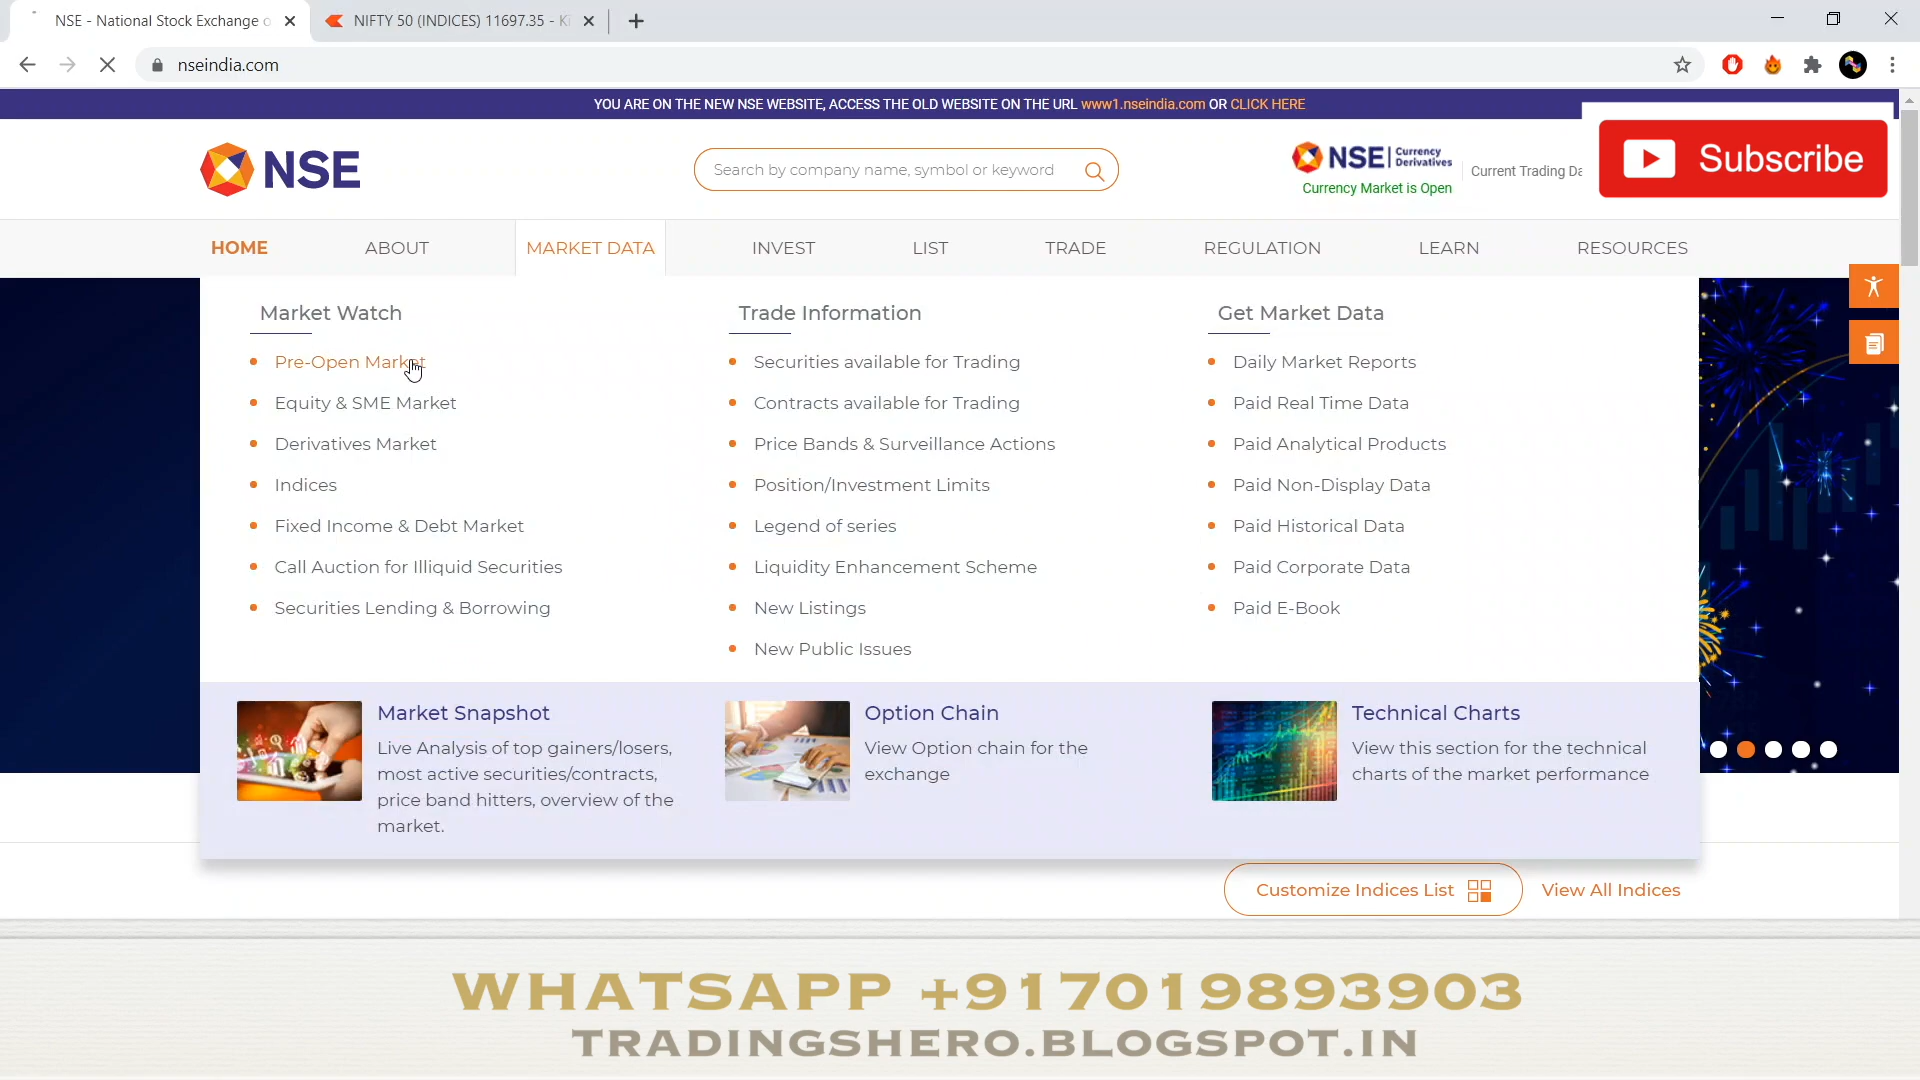 NSE - National Stock Exchange o
NIFTY 50 (INDICES) 11697.35 - Ki
nseindia.com
YOU ARE ON THE NEW NSE WEBSITE, ACCESS THE OLD WEBSITE ON THE URL www1.nseindia.com OR CLICK HERE
NSE
Search by company name, symbol or keyword
NSE Currency Derivatives
Currency Market is Open
Current Trading Da
Subscribe
HOME ABOUT MARKET DATA INVEST LIST TRADE REGULATION LEARN RESOURCES
Market Watch
Pre-Open Market
Equity & SME Market
Derivatives Market
Indices
Fixed Income & Debt Market
Call Auction for Illiquid Securities
Securities Lending & Borrowing
Trade Information
Securities available for Trading
Contracts available for Trading
Price Bands & Surveillance Actions
Position/Investment Limits
Legend of series
Liquidity Enhancement Scheme
New Listings
New Public Issues
Get Market Data
Daily Market Reports
Paid Real Time Data
Paid Analytical Products
Paid Non-Display Data
Paid Historical Data
Paid Corporate Data
Paid E-Book
Market Snapshot
Live Analysis of top gainers/losers,
most active securities/contracts,
price band hitters, overview of the
market.
Option Chain
View Option chain for the
exchange
Technical Charts
View this section for the technical
charts of the market performance
Customize Indices List
View All Indices
WHATSAPP +917019893903
TRADINGSHERO.BLOGSPOT.IN